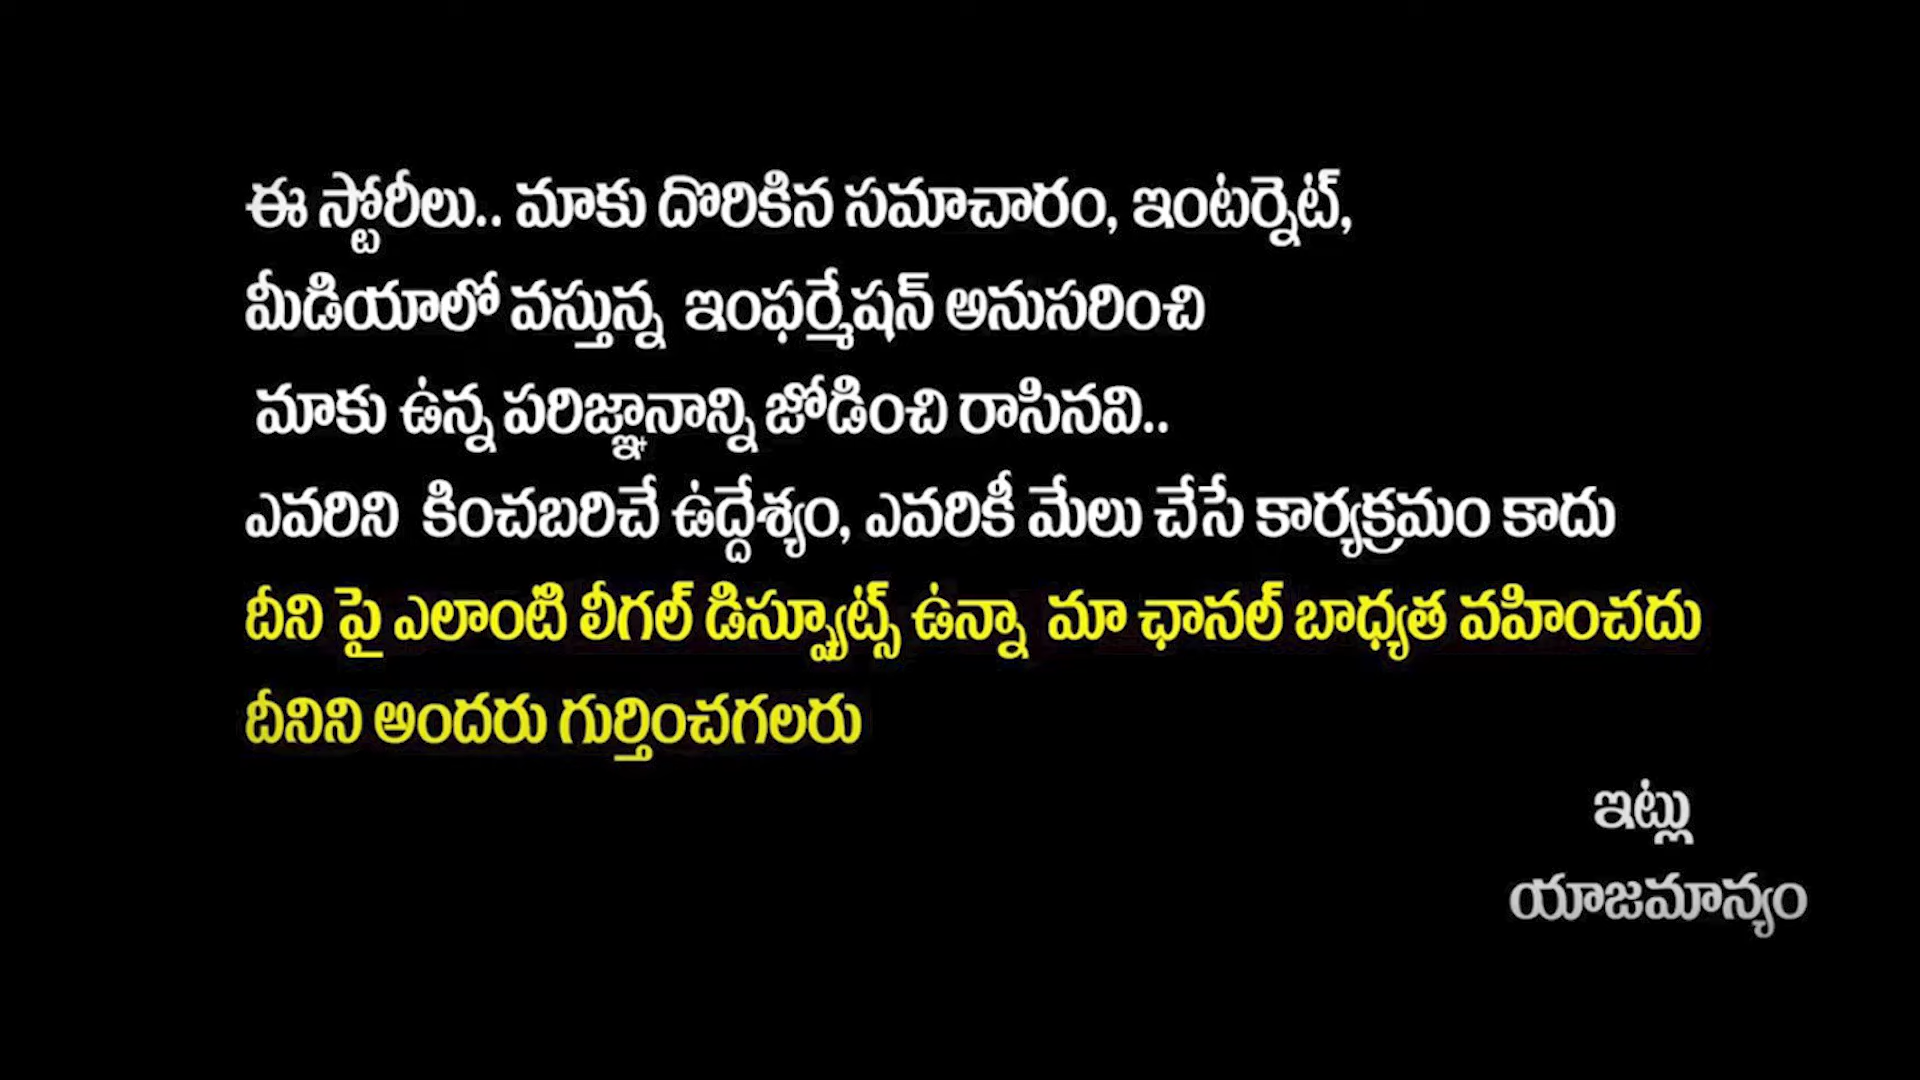 ఈ స్టోరీలు.. మాకు దొరికిన సమాచారం, ఇంటర్నెట్,
మీడియాలో వస్తున్న ఇంఫర్మేషన్ అనుసరించి
మాకు ఉన్న పరిజ్ఞానాన్ని జోడించి రాసినవి..
ఎవరిని కించబరిచే ఉద్దేశ్యం, ఎవరికీ మేలు చేసే కార్యక్రమం కాదు
దీని పై ఎలాంటి లీగల్ డిస్ప్యూట్స్ ఉన్నా మా ఛానల్ బాధ్యత వహించదు
దీనిని అందరు గుర్తించగలరు
ఇట్లు
యాజమాన్యం